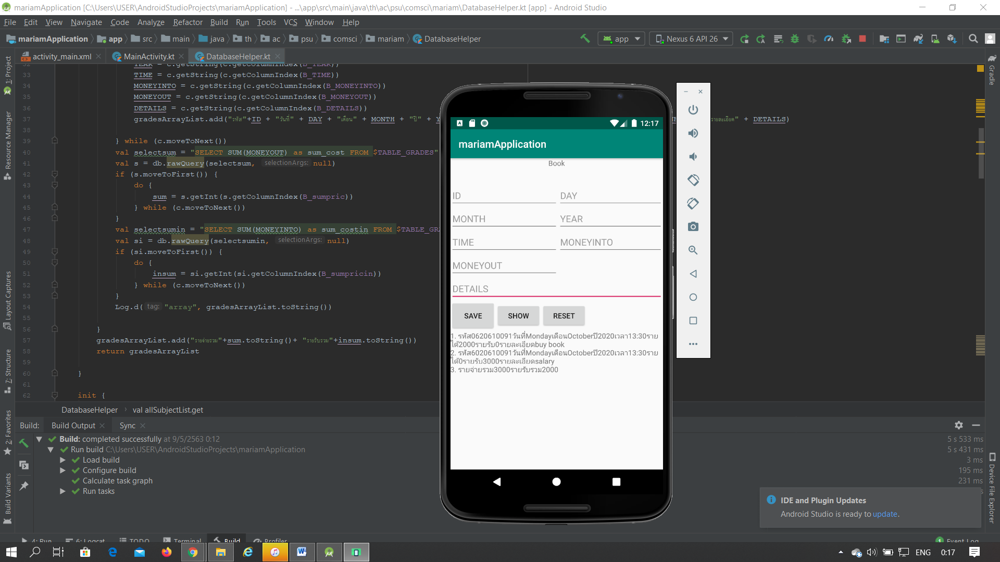 mariamApplication [C:\Users\USER\AndroidStudioProjects\mariamApplication] - ...\app\src\main\java\th\ac\psu\comsci\mariam\DatabaseHelper.kt [app] - Android Studio
File Edit View Navigate Code Analyze Refactor Build Run Tools VCS Window Help
mariamApplication app src main java th ac psu comsci mariam DatabaseHelper app Nexus 6 API 26
activity_main.xml MainActivity.kt DatabaseHelper.kt
1: Project
Resource Manager
Layout Captures
7: Structure
2: Favorites
Build Variants
Gradle
Device File Explorer
32 YEAR = c.getString(c.getColumnIndex(B_YEAR))
33 TIME = c.getString(c.getColumnIndex(B_TIME))
34 MONEYINTO = c.getString(c.getColumnIndex(B_MONEYINTO))
35 MONEYOUT = c.getString(c.getColumnIndex(B_MONEYOUT))
36 DETAILS = c.getString(c.getColumnIndex(B_DETAILS))
37 gradesArrayList.add("รหัส"+ID + "วันที่" + DAY + "เดือน" + MONTH + "ปี" + รายละเอียด" + DETAILS)
38
39 } while (c.moveToNext())
40 val selectsum = "SELECT SUM(MONEYOUT) as sum_cost FROM $TABLE_GRADES"
41 val s = db.rawQuery(selectsum, selectionArgs: null)
42 if (s.moveToFirst()) {
43 do {
44 sum = s.getInt(s.getColumnIndex(B_sumpric))
45 } while (c.moveToNext())
46 }
47 val selectsumin = "SELECT SUM(MONEYINTO) as sum_costin FROM $TABLE_GRA
48 val si = db.rawQuery(selectsumin, selectionArgs: null)
49 if (si.moveToFirst()) {
50 do {
51 insum = si.getInt(si.getColumnIndex(B_sumpricin))
52 } while (c.moveToNext())
53 }
54 Log.d( tag: "array", gradesArrayList.toString())
55
56 }
57 gradesArrayList.add("รายจ่ายรวม"+sum.toString()+ "รายรับรวม"+insum.toString())
58 return gradesArrayList
59
60 }
61
62 init {
DatabaseHelper val allSubjectList.get
12:17
mariamApplication
Book
ID DAY
MONTH YEAR
TIME MONEYINTO
MONEYOUT
DETAILS
SAVE SHOW RESET
1. รหัส0620610091วันที่MondayเดือนOctoberปี2020เวลา13:30ราย
ได้2000รายรับ0รายละเอียดbuy book
2. รหัส6020610091วันที่MondayเดือนOctoberปี2020เวลา13:30ราย
ได้0รายรับ3000รายละเอียดsalary
3. รายจ่ายรวม3000รายรับรวม2000
Build: Build Output Sync
Build: completed successfully at 9/5/2563 0:12 5 s 533 ms
Run build C:\Users\USER\AndroidStudioProjects\mariamApplication 5 s 431 ms
Load build 3 ms
Configure build 195 ms
Calculate task graph 231 ms
Run tasks
IDE and Plugin Updates
Android Studio is ready to update.
4: Run 6: Logcat TODO Terminal Build Profiler 1 Event Log
ENG 0:17